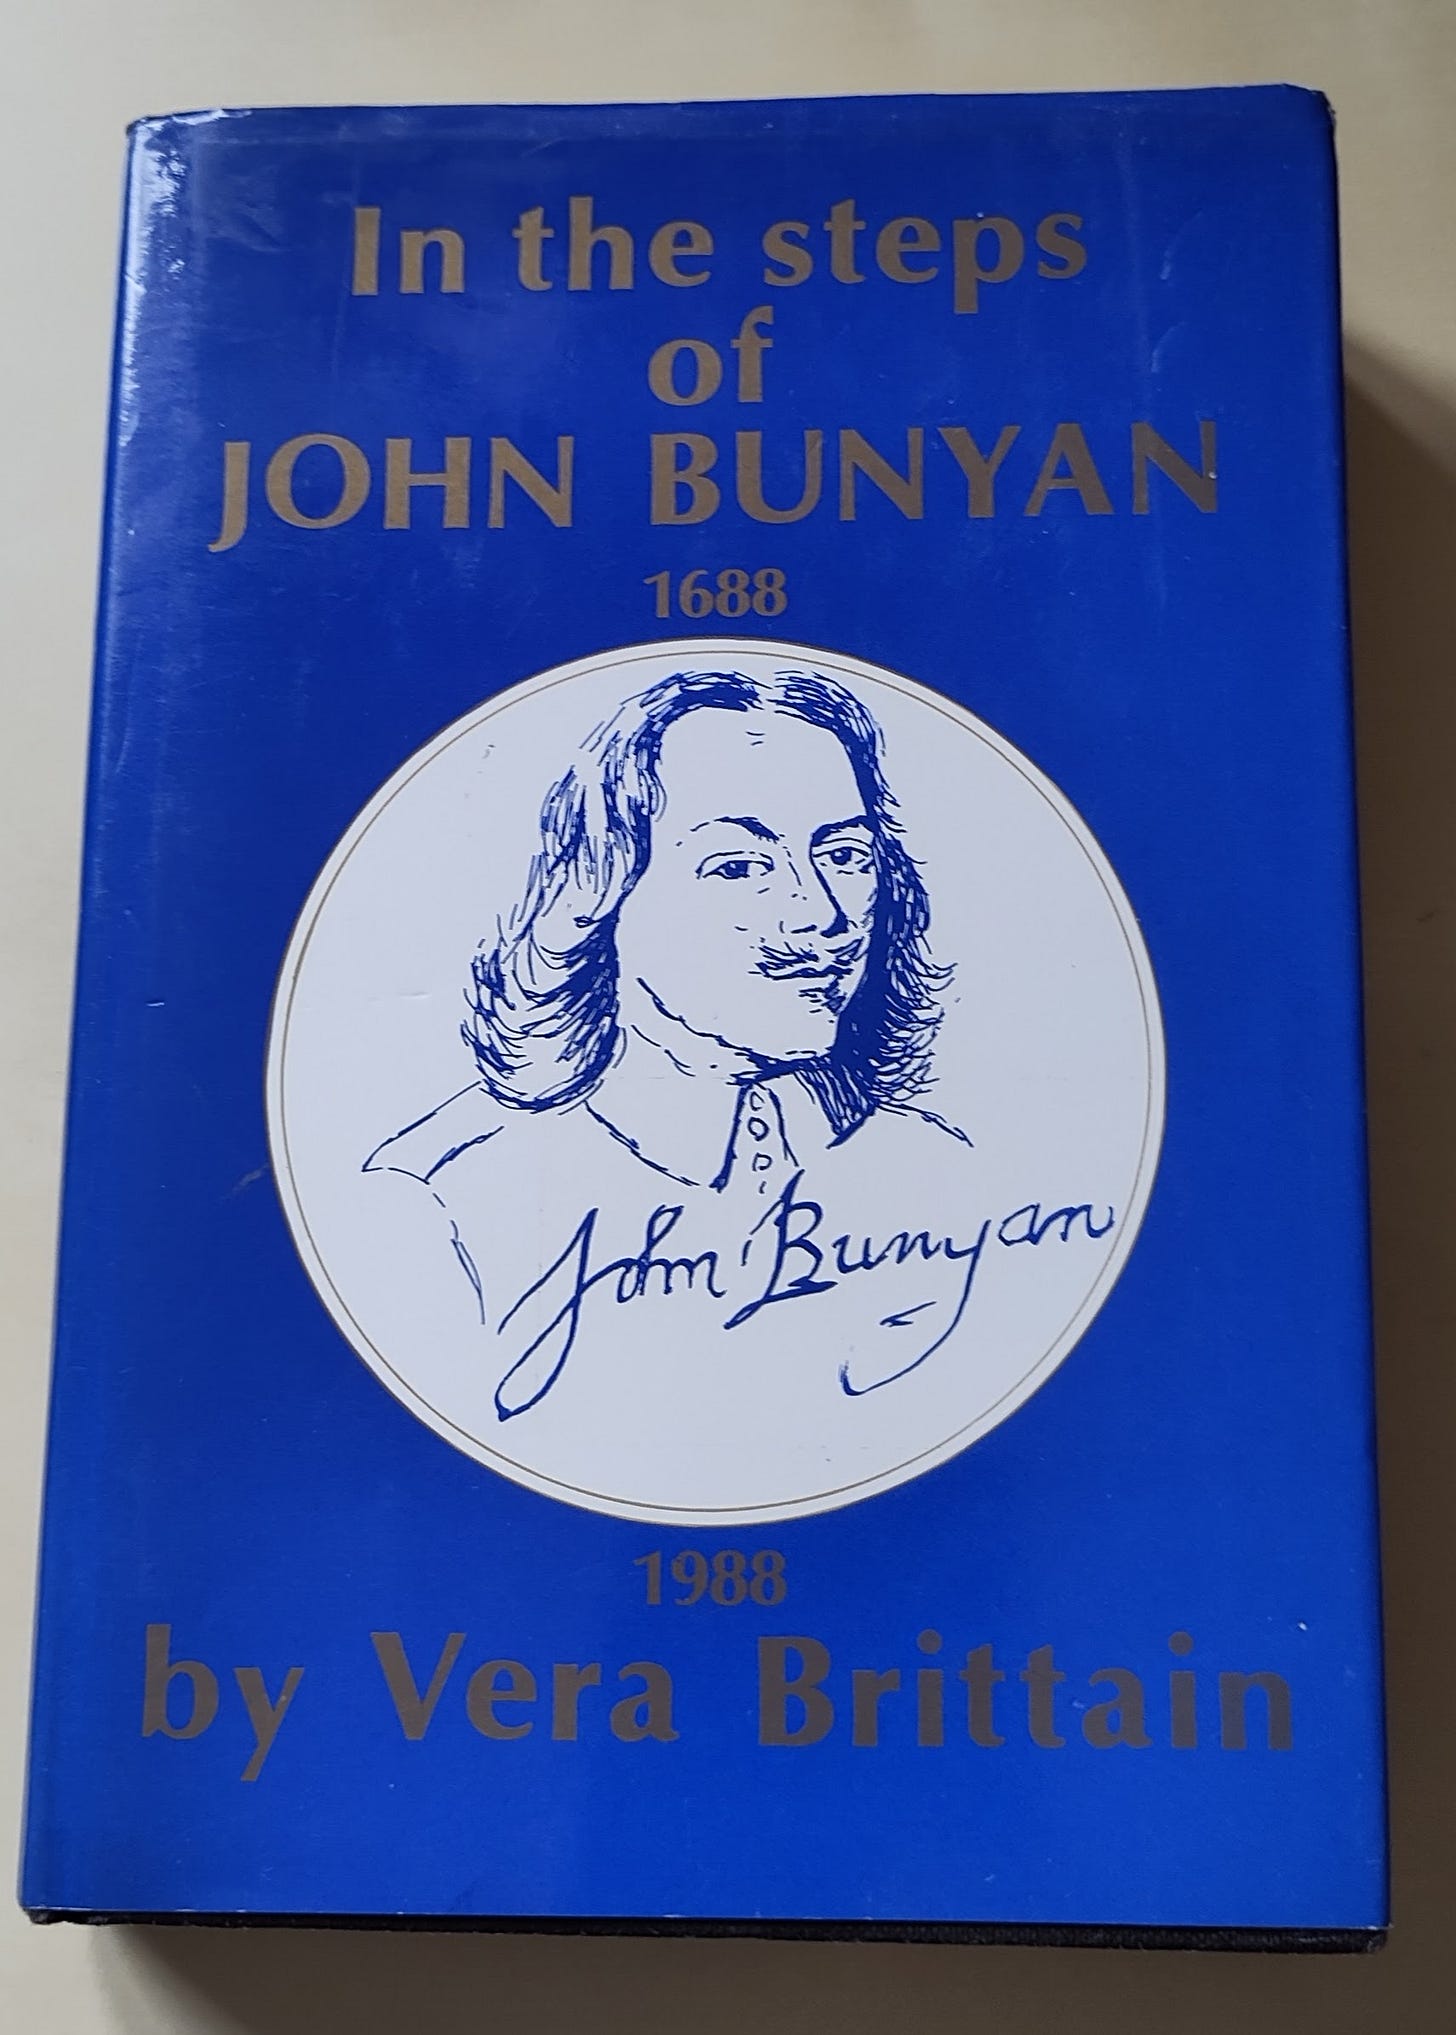 In the steps
of
JOHN BUNYAN
1688
John Bunyan
1988
by Vera Brittain